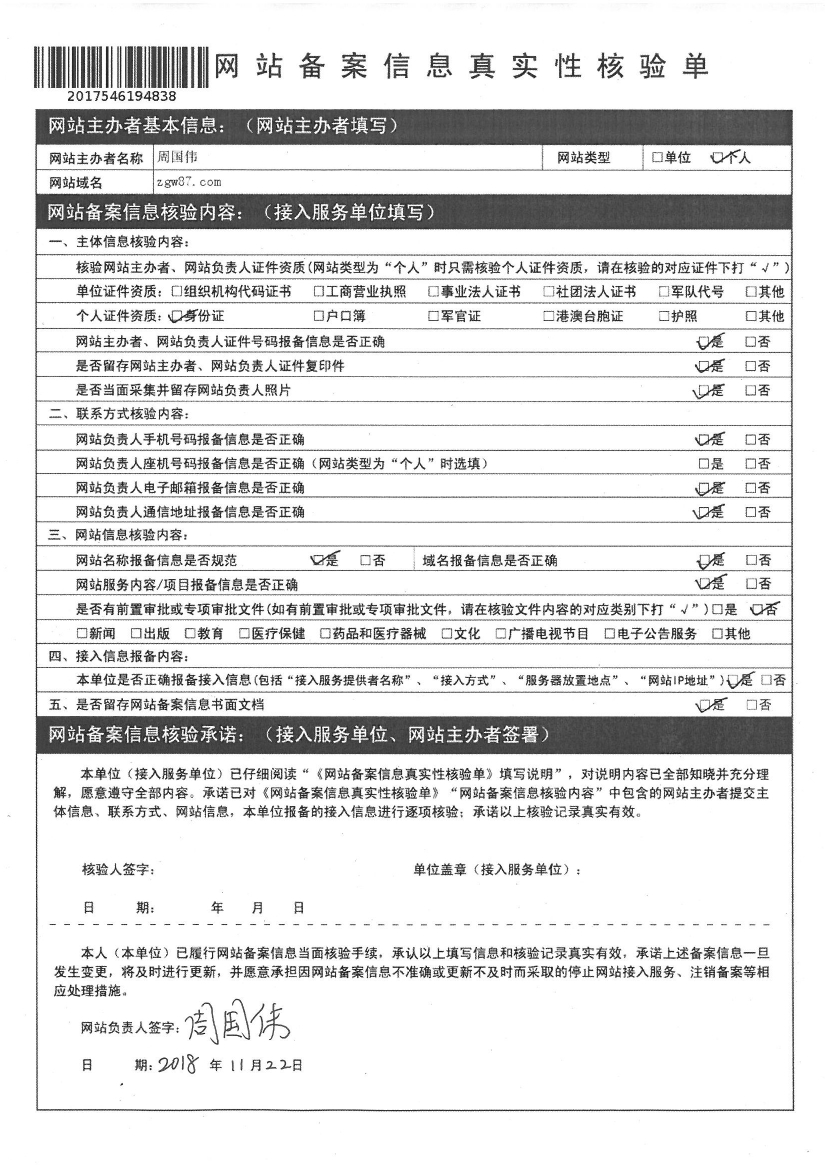 网站备案信息真实性核验单
2017546194838
网站主办者基本信息：（网站主办者填写）
网站主办者名称 周国伟 网站类型 □单位 ☑个人
网站域名 zgw87.com
网站备案信息核验内容：（接入服务单位填写）
一、主体信息核验内容：
核验网站主办者、网站负责人证件资质(网站类型为“个人”时只需核验个人证件资质，请在核验的对应证件下打“√”)
单位证件资质：□组织机构代码证书 □工商营业执照 □事业法人证书 □社团法人证书 □军队代号 □其他
个人证件资质：☑身份证 □户口簿 □军官证 □港澳台胞证 □护照 □其他
网站主办者、网站负责人证件号码报备信息是否正确 ☑是 □否
是否留存网站主办者、网站负责人证件复印件 ☑是 □否
是否当面采集并留存网站负责人照片 ☑是 □否
二、联系方式核验内容：
网站负责人手机号码报备信息是否正确 ☑是 □否
网站负责人座机号码报备信息是否正确（网站类型为“个人”时选填） □是 □否
网站负责人电子邮箱报备信息是否正确 ☑是 □否
网站负责人通信地址报备信息是否正确 ☑是 □否
三、网站信息核验内容：
网站名称报备信息是否规范 ☑是 □否 域名报备信息是否正确 ☑是 □否
网站服务内容/项目报备信息是否正确 ☑是 □否
是否有前置审批或专项审批文件(如有前置审批或专项审批文件，请在核验文件内容的对应类别下打“√”)□是 ☑否
□新闻 □出版 □教育 □医疗保健 □药品和医疗器械 □文化 □广播电视节目 □电子公告服务 □其他
四、接入信息报备内容：
本单位是否正确报备接入信息(包括“接入服务提供者名称”、“接入方式”、“服务器放置地点”、“网站IP地址”)☑是 □否
五、是否留存网站备案信息书面文档 ☑是 □否
网站备案信息核验承诺：（接入服务单位、网站主办者签署）
本单位（接入服务单位）已仔细阅读“《网站备案信息真实性核验单》填写说明”，对说明内容已全部知晓并充分理
解，愿意遵守全部内容。承诺已对《网站备案信息真实性核验单》“网站备案信息核验内容”中包含的网站主办者提交主
体信息、联系方式、网站信息，本单位报备的接入信息进行逐项核验；承诺以上核验记录真实有效。
核验人签字： 单位盖章（接入服务单位）：
日 期： 年 月 日
本人（本单位）已履行网站备案信息当面核验手续，承认以上填写信息和核验记录真实有效，承诺上述备案信息一旦
发生变更，将及时进行更新，并愿意承担因网站备案信息不准确或更新不及时而采取的停止网站接入服务、注销备案等相
应处理措施。
网站负责人签字：周国伟
日 期：2018 年 11 月 22 日